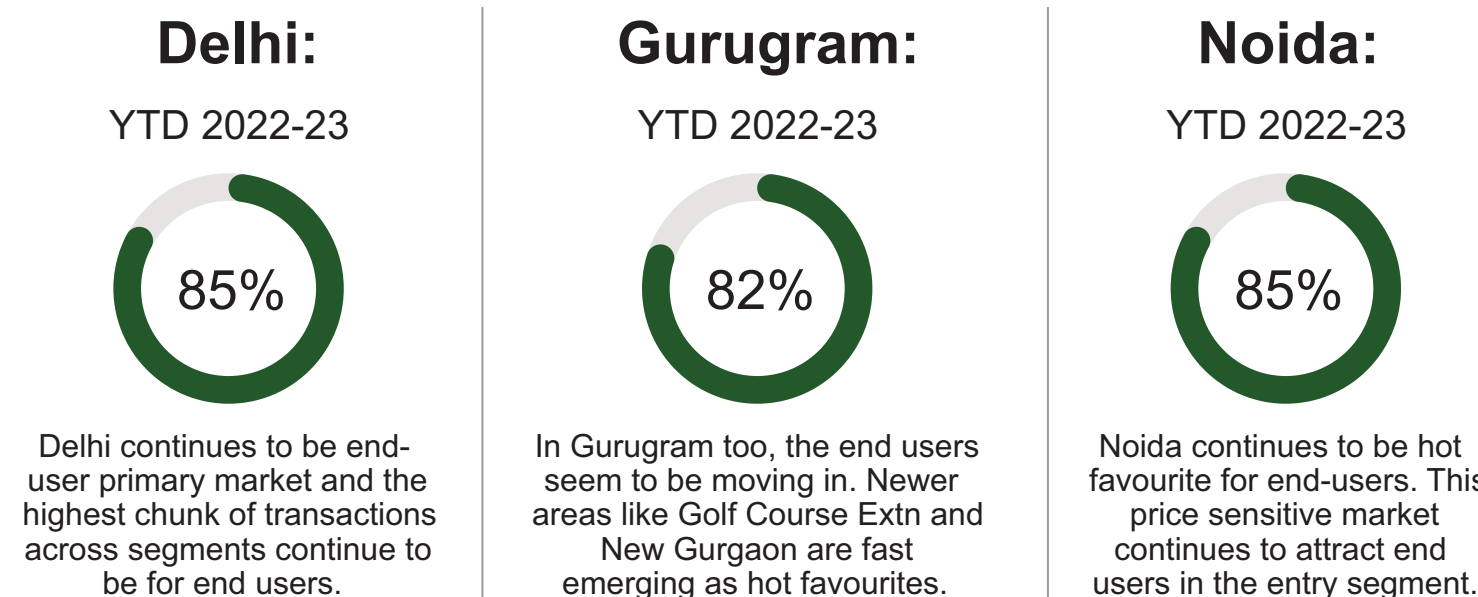 Delhi:
YTD 2022-23
85%
Delhi continues to be end-
user primary market and the
highest chunk of transactions
across segments continue to
be for end users.
Gurugram:
YTD 2022-23
82%
In Gurugram too, the end users
seem to be moving in. Newer
areas like Golf Course Extn and
New Gurgaon are fast
emerging as hot favourites.
Noida:
YTD 2022-23
85%
Noida continues to be hot
favourite for end-users. This
price sensitive market
continues to attract end
users in the entry segment.